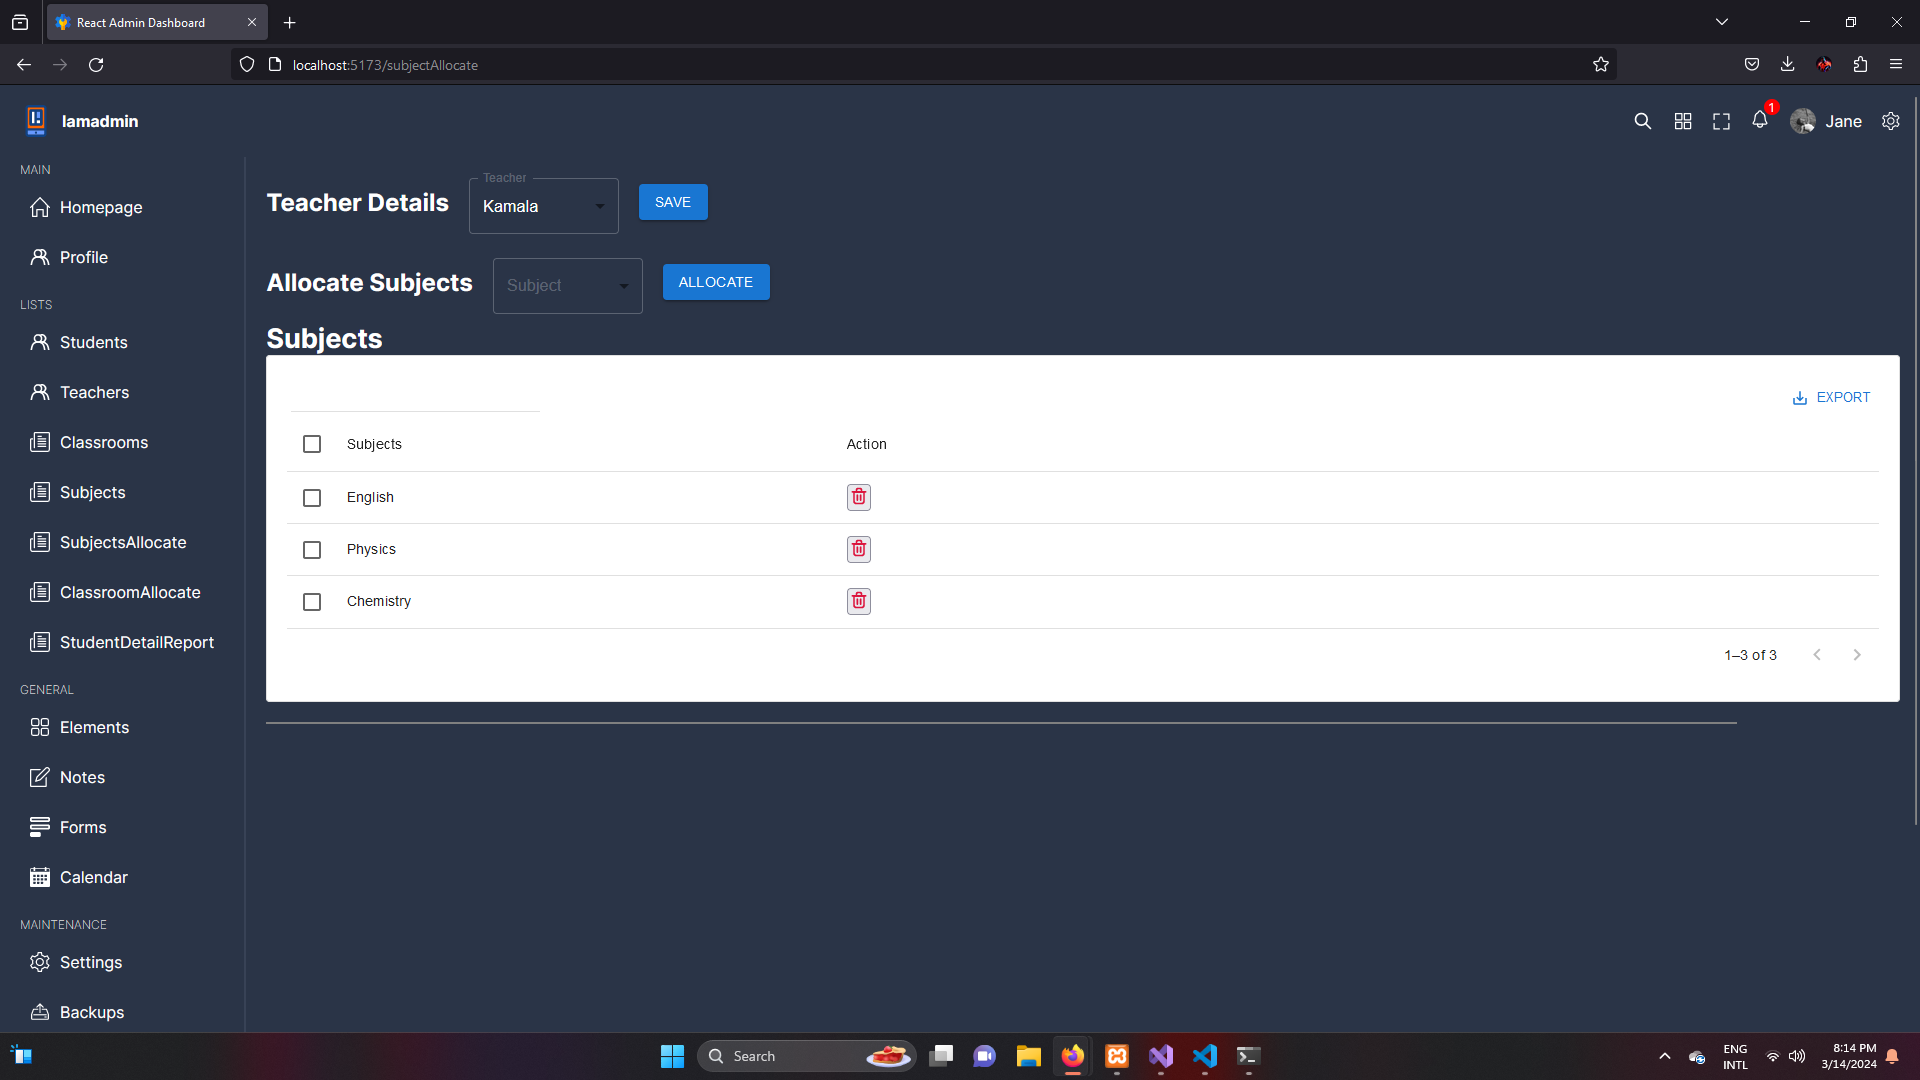 React Admin Dashboard
localhost:5173/subjectAllocate
lamadmin
1
Jane
MAIN
Homepage
Profile
LISTS
Students
Teachers
Classrooms
Subjects
SubjectsAllocate
ClassroomAllocate
StudentDetailReport
GENERAL
Elements
Notes
Forms
Calendar
MAINTENANCE
Settings
Backups
Teacher Details
Teacher
Kamala
SAVE
Allocate Subjects
Subject
ALLOCATE
Subjects
EXPORT
Subjects Action
English
Physics
Chemistry
1–3 of 3
Search
ENG
INTL
8:14 PM
3/14/2024